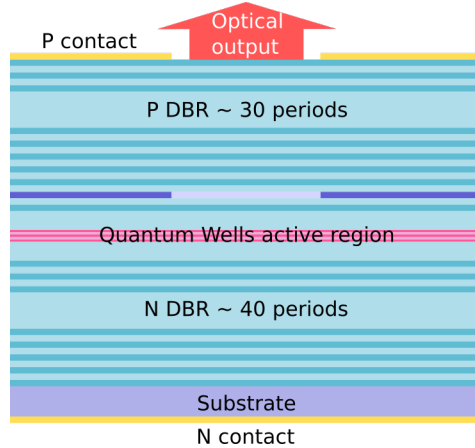 Optical
output
P contact
P DBR ~ 30 periods
Quantum Wells active region
N DBR ~ 40 periods
Substrate
N contact